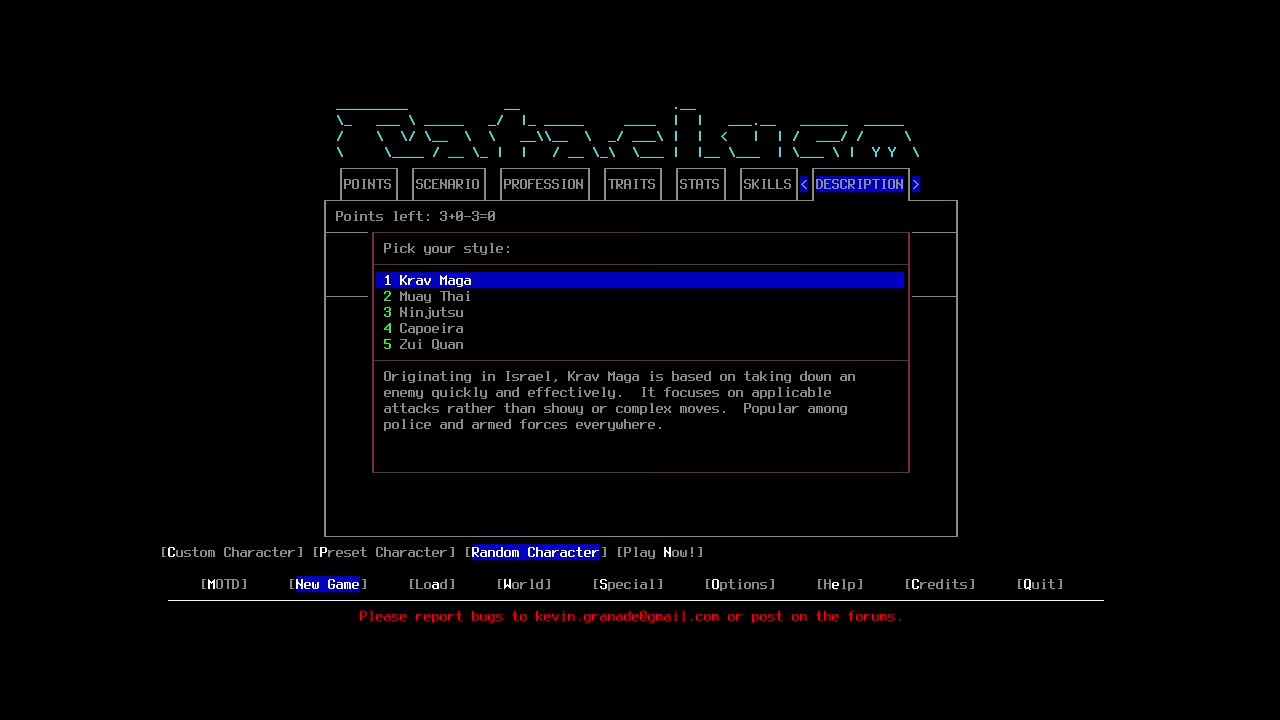 POINTS SCENARIO PROFESSION TRAITS STATS SKILLS < DESCRIPTION >
Points left: 3+0-3=0
Pick your style:
1 Krav Maga
2 Muay Thai
3 Ninjutsu
4 Capoeira
5 Zui Quan
Originating in Israel, Krav Maga is based on taking down an
enemy quickly and effectively.  It focuses on applicable
attacks rather than showy or complex moves.  Popular among
police and armed forces everywhere.
[Custom Character] [Preset Character] [Random Character] [Play Now!]
[MOTD] [New Game] [Load] [World] [Special] [Options] [Help] [Credits] [Quit]
Please report bugs to kevin.granade@gmail.com or post on the forums.